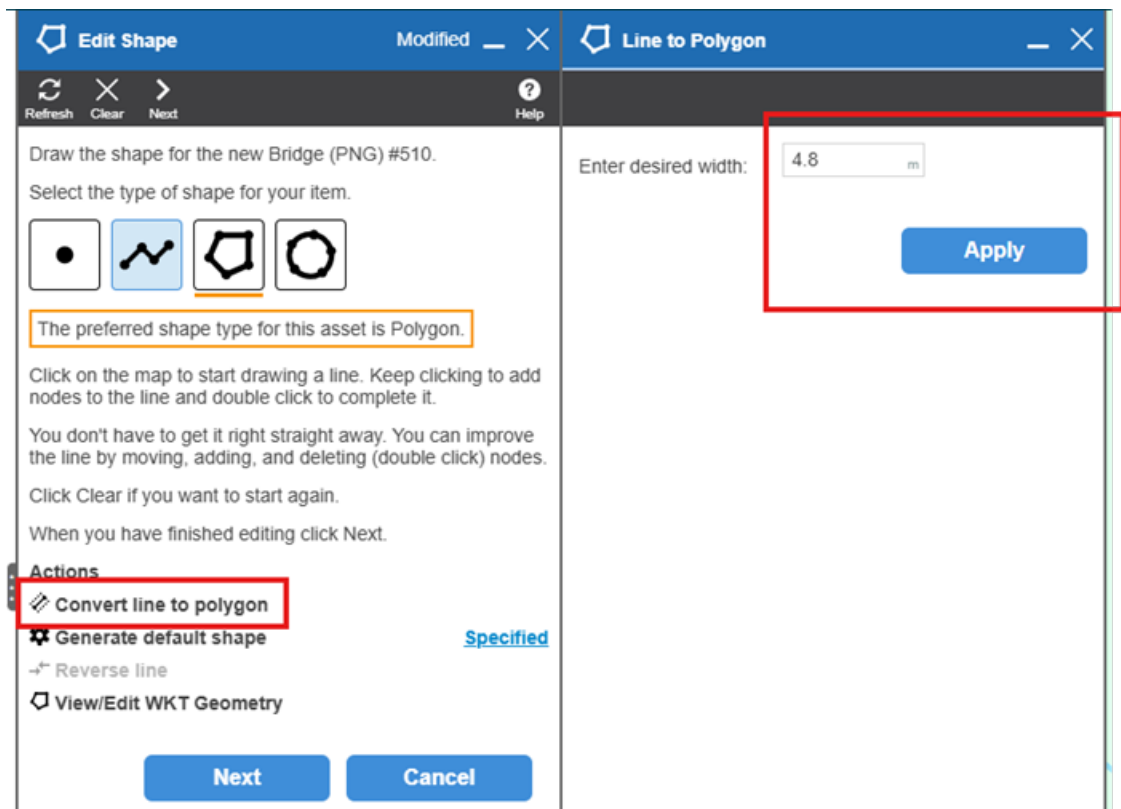 Edit Shape
Modified
Refresh
Clear
Next
Help
Draw the shape for the new Bridge (PNG) #510.
Select the type of shape for your item.
The preferred shape type for this asset is Polygon.
Click on the map to start drawing a line. Keep clicking to add
nodes to the line and double click to complete it.
You don't have to get it right straight away. You can improve
the line by moving, adding, and deleting (double click) nodes.
Click Clear if you want to start again.
When you have finished editing click Next.
Actions
Convert line to polygon
Generate default shape
Specified
Reverse line
View/Edit WKT Geometry
Next
Cancel
Line to Polygon
Enter desired width:
4.8
m
Apply